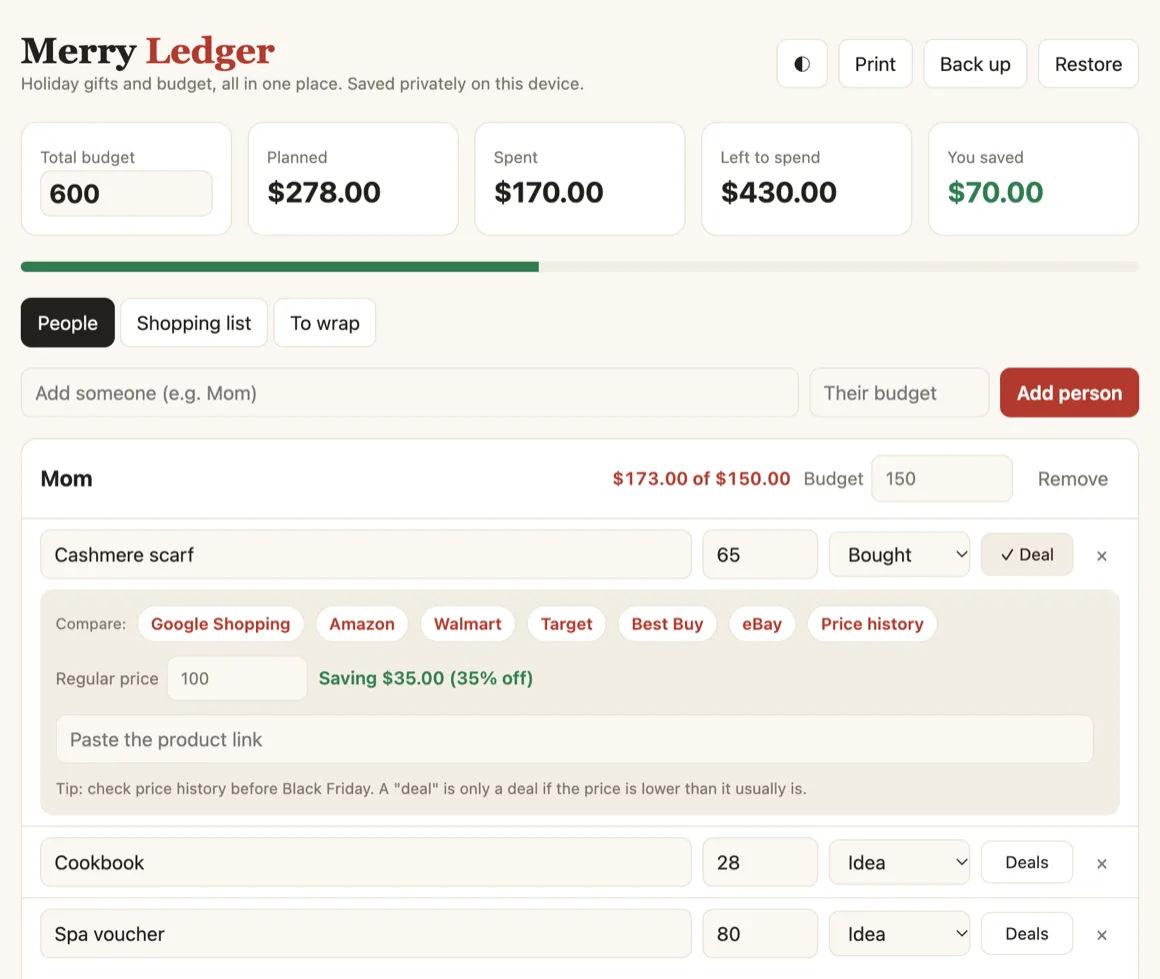 Merry Ledger
Holiday gifts and budget, all in one place. Saved privately on this device.
Print
Back up
Restore
Total budget
600
Planned
$278.00
Spent
$170.00
Left to spend
$430.00
You saved
$70.00
People
Shopping list
To wrap
Add someone (e.g. Mom)
Their budget
Add person
Mom
$173.00 of $150.00
Budget
150
Remove
Cashmere scarf
65
Bought
✓ Deal
×
Compare:
Google Shopping
Amazon
Walmart
Target
Best Buy
eBay
Price history
Regular price
100
Saving $35.00 (35% off)
Paste the product link
Tip: check price history before Black Friday. A "deal" is only a deal if the price is lower than it usually is.
Cookbook
28
Idea
Deals
×
Spa voucher
80
Idea
Deals
×